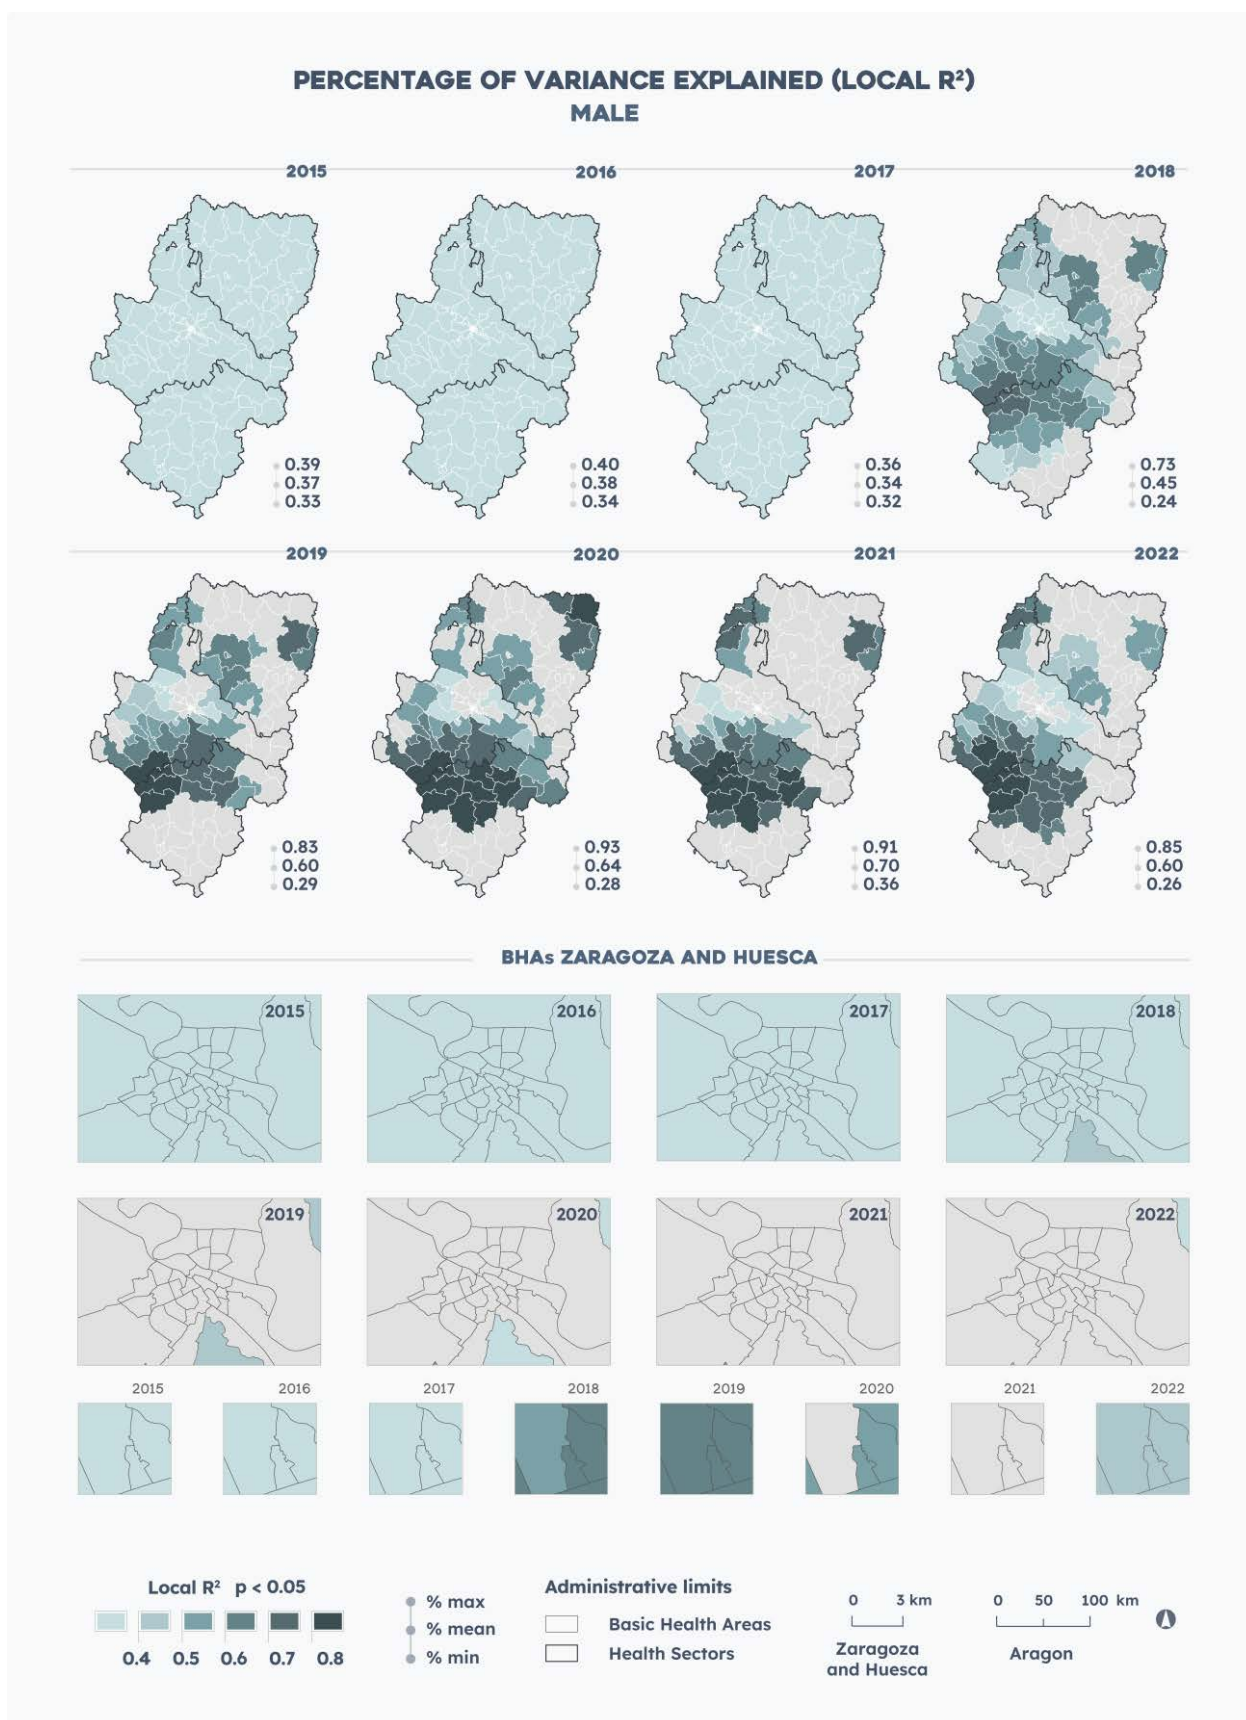 PERCENTAGE OF VARIANCE EXPLAINED (LOCAL R²)
MALE
2015 2016 2017 2018
0.39 0.40 0.36 0.73
0.37 0.38 0.34 0.45
0.33 0.34 0.32 0.24
2019 2020 2021 2022
0.83 0.93 0.91 0.85
0.60 0.64 0.70 0.60
0.29 0.28 0.36 0.26
BHAs ZARAGOZA AND HUESCA
2015 2016 2017 2018
2019 2020 2021 2022
2015 2016 2017 2018 2019 2020 2021 2022
Local R² p < 0.05
0.4 0.5 0.6 0.7 0.8
% max
% mean
% min
Administrative limits
Basic Health Areas
Health Sectors
0 3 km
Zaragoza
and Huesca
0 50 100 km
Aragon